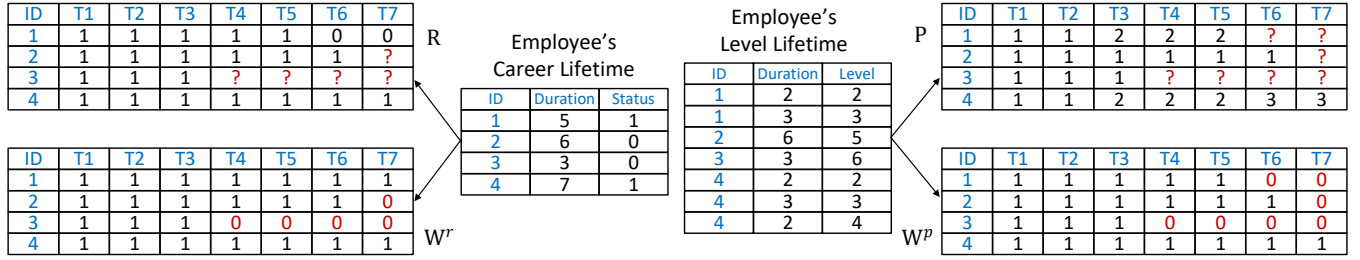 ID T1 T2 T3 T4 T5 T6 T7
1 1 1 1 1 1 0 0
2 1 1 1 1 1 1 ?
3 1 1 1 ? ? ? ?
4 1 1 1 1 1 1 1
R
ID T1 T2 T3 T4 T5 T6 T7
1 1 1 1 1 1 1 1
2 1 1 1 1 1 1 0
3 1 1 1 0 0 0 0
4 1 1 1 1 1 1 1
Wʳ
Employee's
Career Lifetime
ID Duration Status
1 5 1
2 6 0
3 3 0
4 7 1
Employee's
Level Lifetime
ID Duration Level
1 2 2
1 3 3
2 6 5
3 3 6
4 2 2
4 3 3
4 2 4
P
ID T1 T2 T3 T4 T5 T6 T7
1 1 1 2 2 2 ? ?
2 1 1 1 1 1 1 ?
3 1 1 1 ? ? ? ?
4 1 1 2 2 2 3 3
Wᵖ
ID T1 T2 T3 T4 T5 T6 T7
1 1 1 1 1 1 0 0
2 1 1 1 1 1 1 0
3 1 1 1 0 0 0 0
4 1 1 1 1 1 1 1